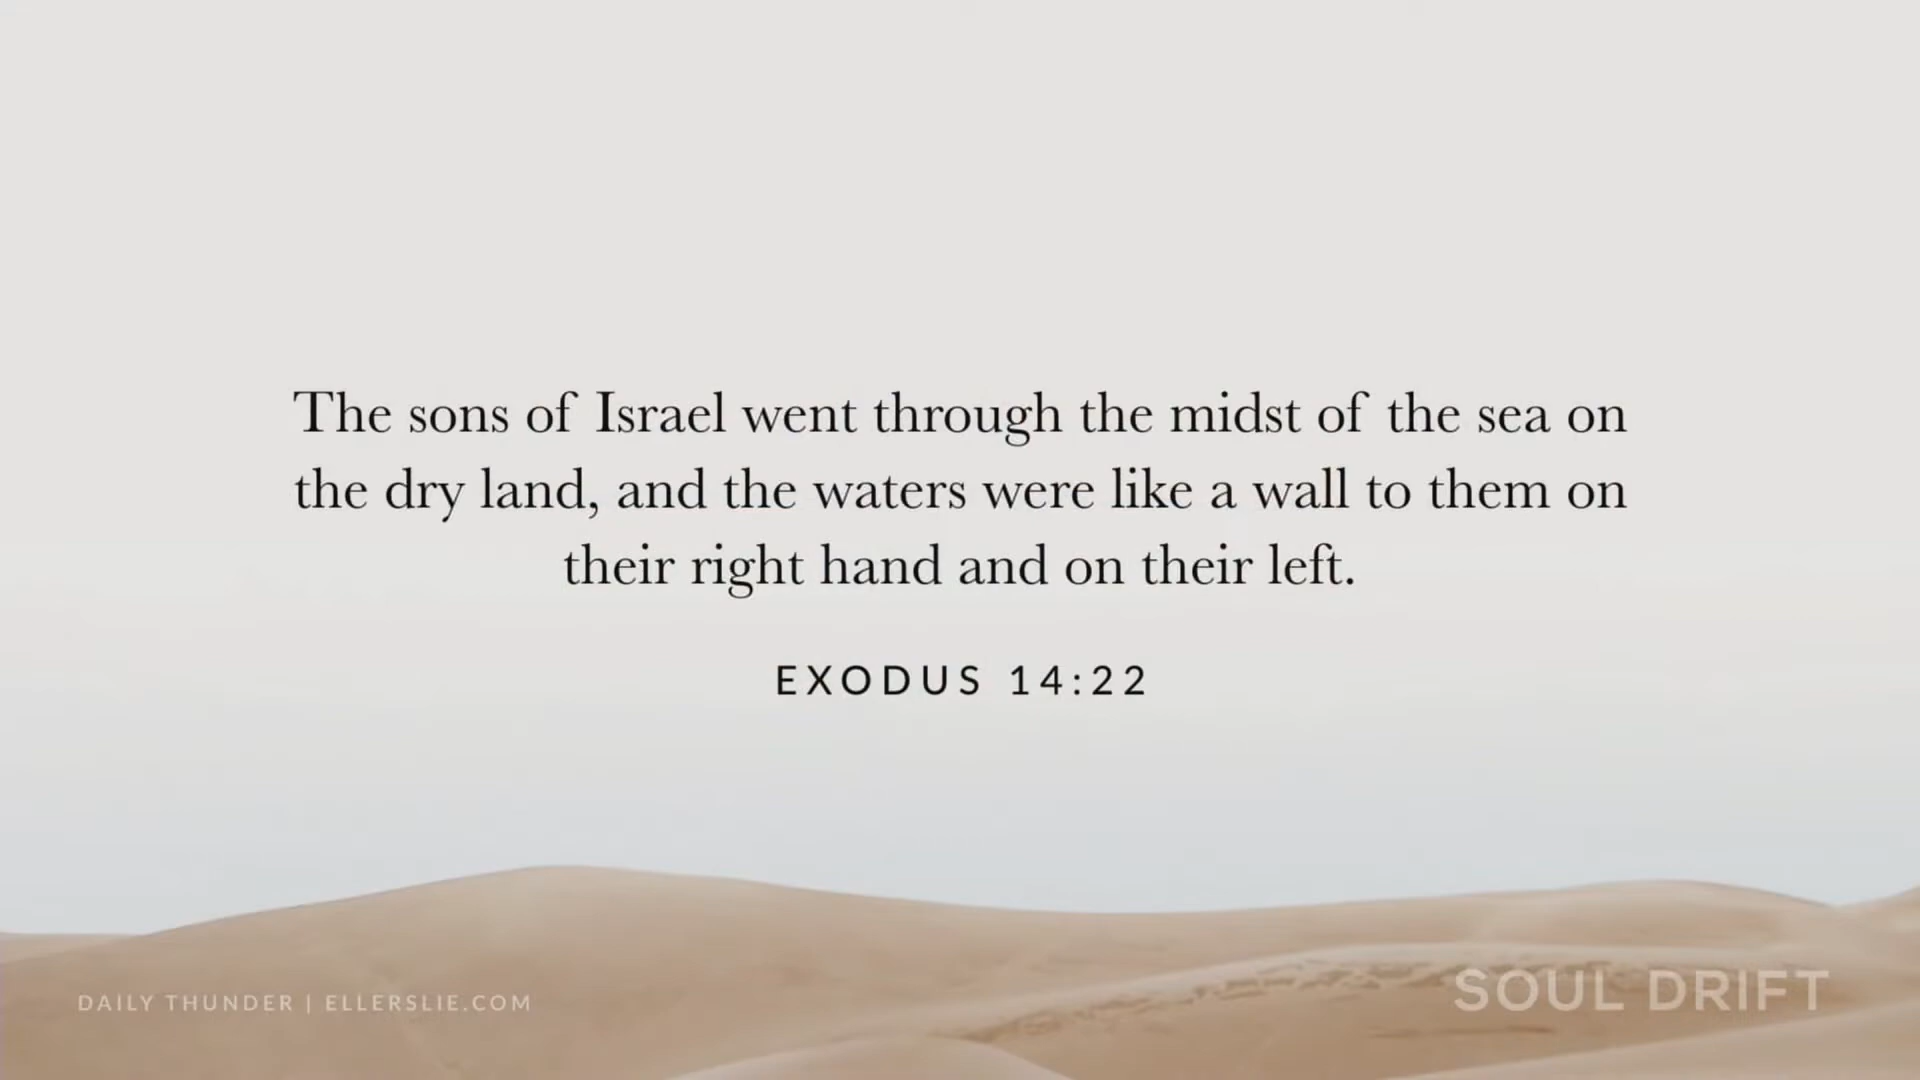 The sons of Israel went through the midst of the sea on
the dry land, and the waters were like a wall to them on
their right hand and on their left.
EXODUS 14:22
DAILY THUNDER | ELLERSLIE.COM
SOUL DRIFT